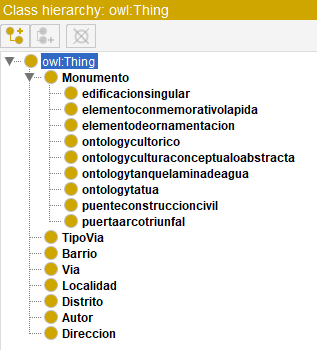 Class hierarchy: owl:Thing
owl:Thing
Monumento
edificacionsingular
elementoconmemorativolapida
elementodeornamentacion
ontologycultorico
ontologyculturaconceptualoabstracta
ontologytanquelaminadeagua
ontologytatua
puenteconstruccioncivil
puertaarcotriunfal
TipoVia
Barrio
Via
Localidad
Distrito
Autor
Direccion